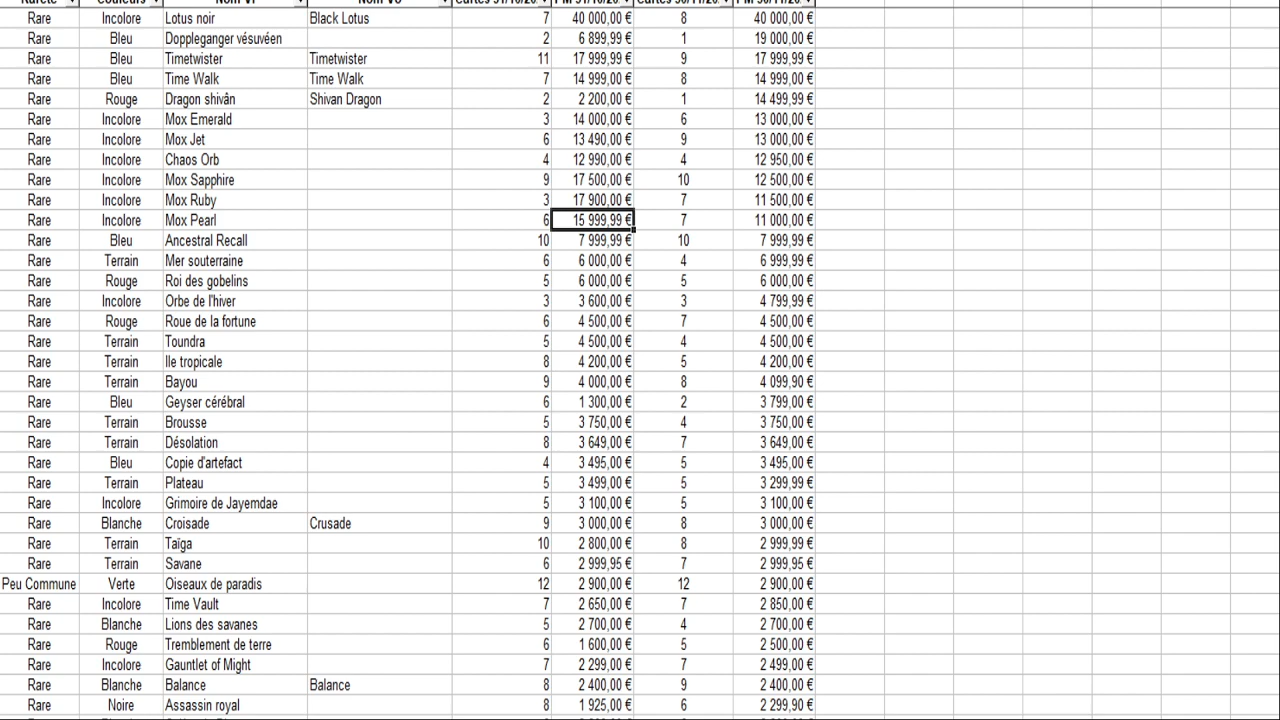 Rare Incolore Lotus noir Black Lotus 7 40 000,00 € 8 40 000,00 €
Rare Bleu Doppleganger vésuvéen 2 6 899,99 € 1 19 000,00 €
Rare Bleu Timetwister Timetwister 11 17 999,99 € 9 17 999,99 €
Rare Bleu Time Walk Time Walk 7 14 999,00 € 8 14 999,00 €
Rare Rouge Dragon shivân Shivan Dragon 2 2 200,00 € 1 14 499,99 €
Rare Incolore Mox Emerald 3 14 000,00 € 6 13 000,00 €
Rare Incolore Mox Jet 6 13 490,00 € 9 13 000,00 €
Rare Incolore Chaos Orb 4 12 990,00 € 4 12 950,00 €
Rare Incolore Mox Sapphire 9 17 500,00 € 10 12 500,00 €
Rare Incolore Mox Ruby 3 17 900,00 € 7 11 500,00 €
Rare Incolore Mox Pearl 6 15 999,99 € 7 11 000,00 €
Rare Bleu Ancestral Recall 10 7 999,99 € 10 7 999,99 €
Rare Terrain Mer souterraine 6 6 000,00 € 4 6 999,99 €
Rare Rouge Roi des gobelins 5 6 000,00 € 5 6 000,00 €
Rare Incolore Orbe de l'hiver 3 3 600,00 € 3 4 799,99 €
Rare Rouge Roue de la fortune 6 4 500,00 € 7 4 500,00 €
Rare Terrain Toundra 5 4 500,00 € 4 4 500,00 €
Rare Terrain Ile tropicale 8 4 200,00 € 5 4 200,00 €
Rare Terrain Bayou 9 4 000,00 € 8 4 099,90 €
Rare Bleu Geyser cérébral 6 1 300,00 € 2 3 799,00 €
Rare Terrain Brousse 5 3 750,00 € 4 3 750,00 €
Rare Terrain Désolation 8 3 649,00 € 7 3 649,00 €
Rare Bleu Copie d'artefact 4 3 495,00 € 5 3 495,00 €
Rare Terrain Plateau 5 3 499,00 € 5 3 299,99 €
Rare Incolore Grimoire de Jayemdae 5 3 100,00 € 5 3 100,00 €
Rare Blanche Croisade Crusade 9 3 000,00 € 8 3 000,00 €
Rare Terrain Taïga 10 2 800,00 € 8 2 999,99 €
Rare Terrain Savane 6 2 999,95 € 7 2 999,95 €
Peu Commune Verte Oiseaux de paradis 12 2 900,00 € 12 2 900,00 €
Rare Incolore Time Vault 7 2 650,00 € 7 2 850,00 €
Rare Blanche Lions des savanes 5 2 700,00 € 4 2 700,00 €
Rare Rouge Tremblement de terre 6 1 600,00 € 5 2 500,00 €
Rare Incolore Gauntlet of Might 7 2 299,00 € 7 2 499,00 €
Rare Blanche Balance Balance 8 2 400,00 € 9 2 400,00 €
Rare Noire Assassin royal 8 1 925,00 € 6 2 299,90 €